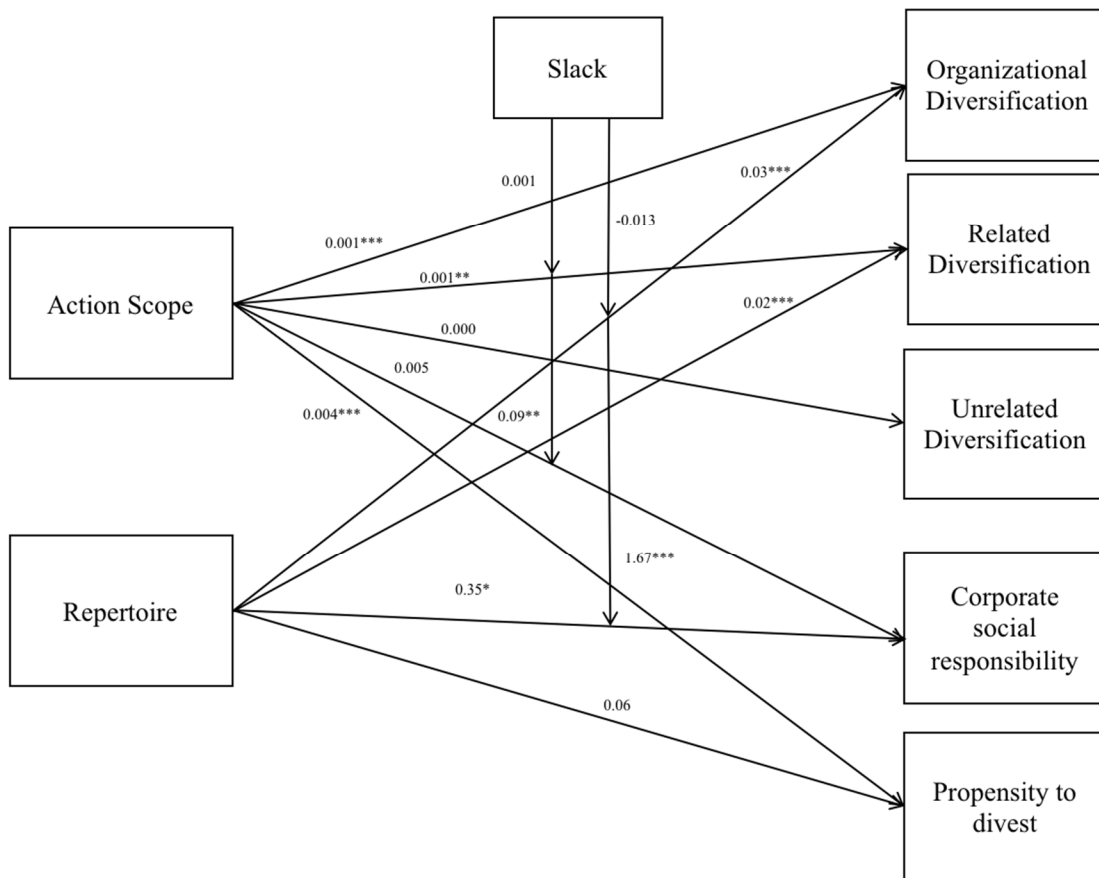 Slack
Organizational
Diversification
0.001
0.03***
-0.013
0.001***
Related
Diversification
0.001**
Action Scope
0.02***
0.000
0.005
0.004***
0.09**
Unrelated
Diversification
1.67***
0.35*
Repertoire
Corporate
social
responsibility
0.06
Propensity to
divest